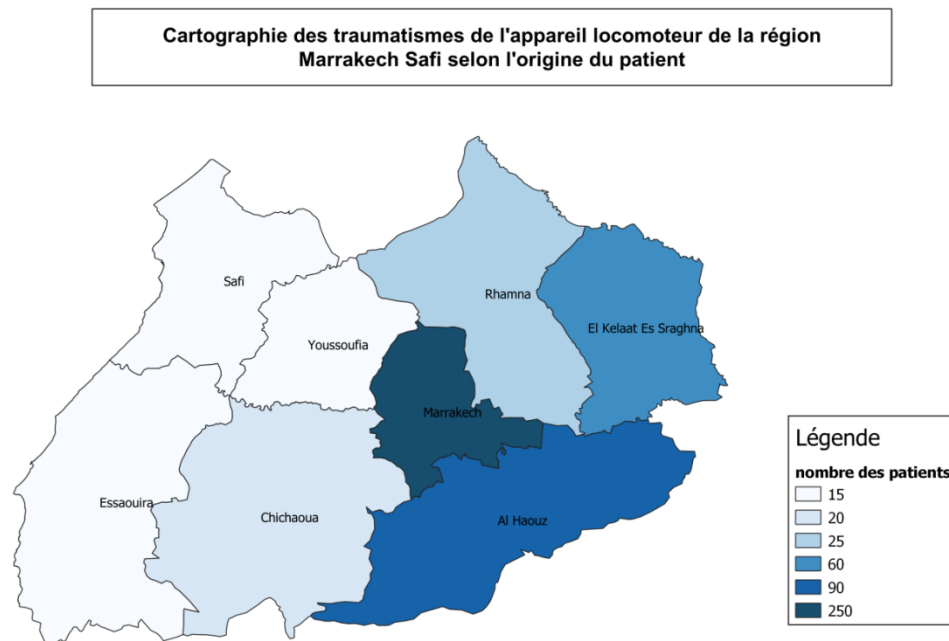 Cartographie des traumatismes de l'appareil locomoteur de la région
Marrakech Safi selon l'origine du patient
Safi
Rhamna
El Kelaat Es Sraghna
Youssoufia
Marrakech
Essaouira
Chichaoua
Al Haouz
Légende
nombre des patients
15
20
25
60
90
250